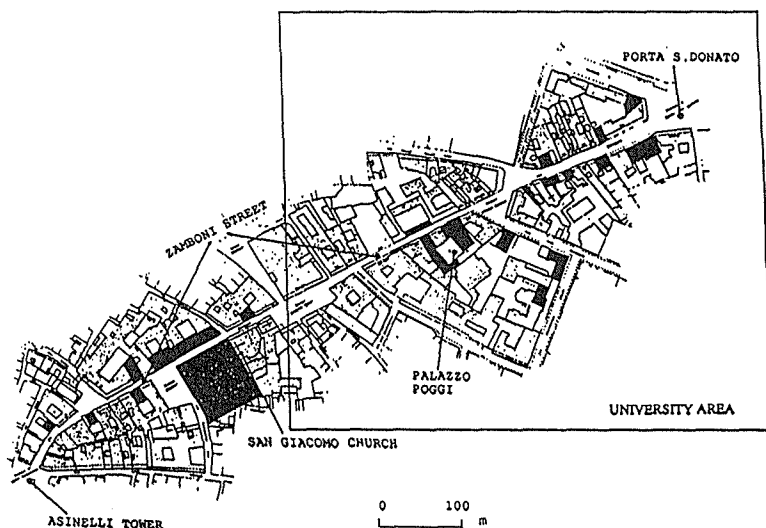 PORTA S.DONATO
ZAMBONI STREET
PALAZZO
POGGI
UNIVERSITY AREA
SAN GIACOMO CHURCH
ASINELLI TOWER
0 100
m